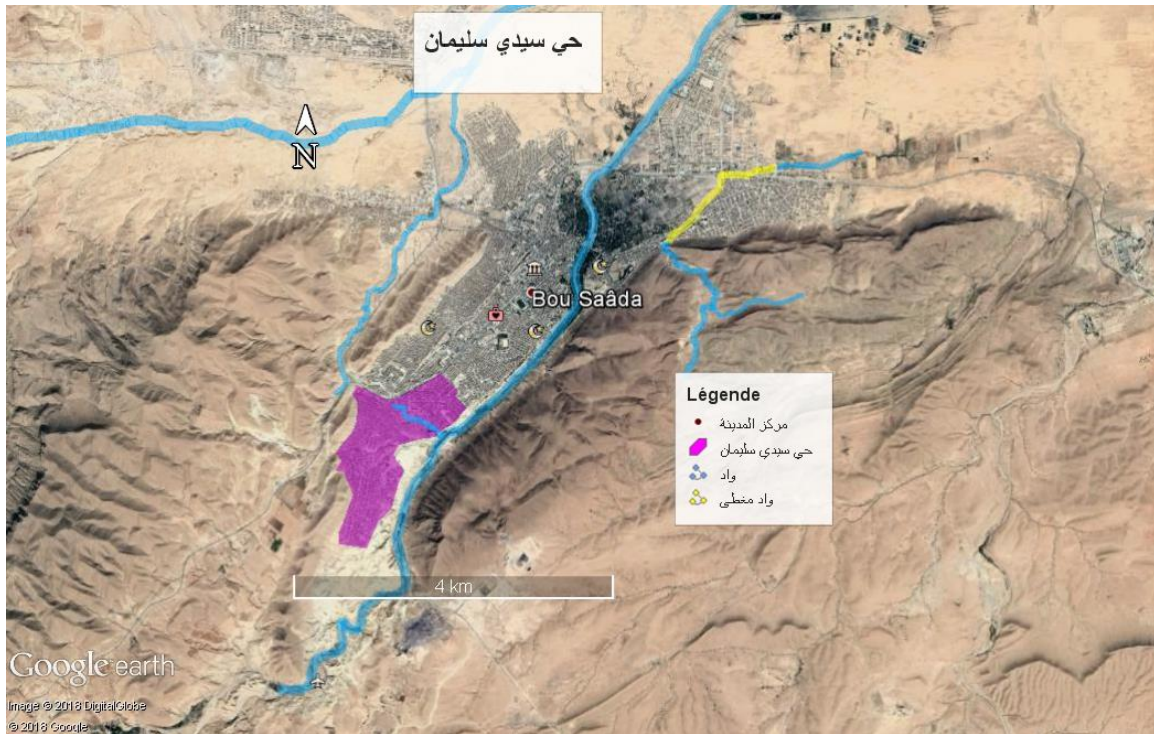 حي سيدي سليمان
N
Bou Saâda
Légende
مركز المدينة
حي سيدي سليمان
واد
واد مغطى
4 km
Google earth
Image © 2018 DigitalGlobe
© 2018 Google